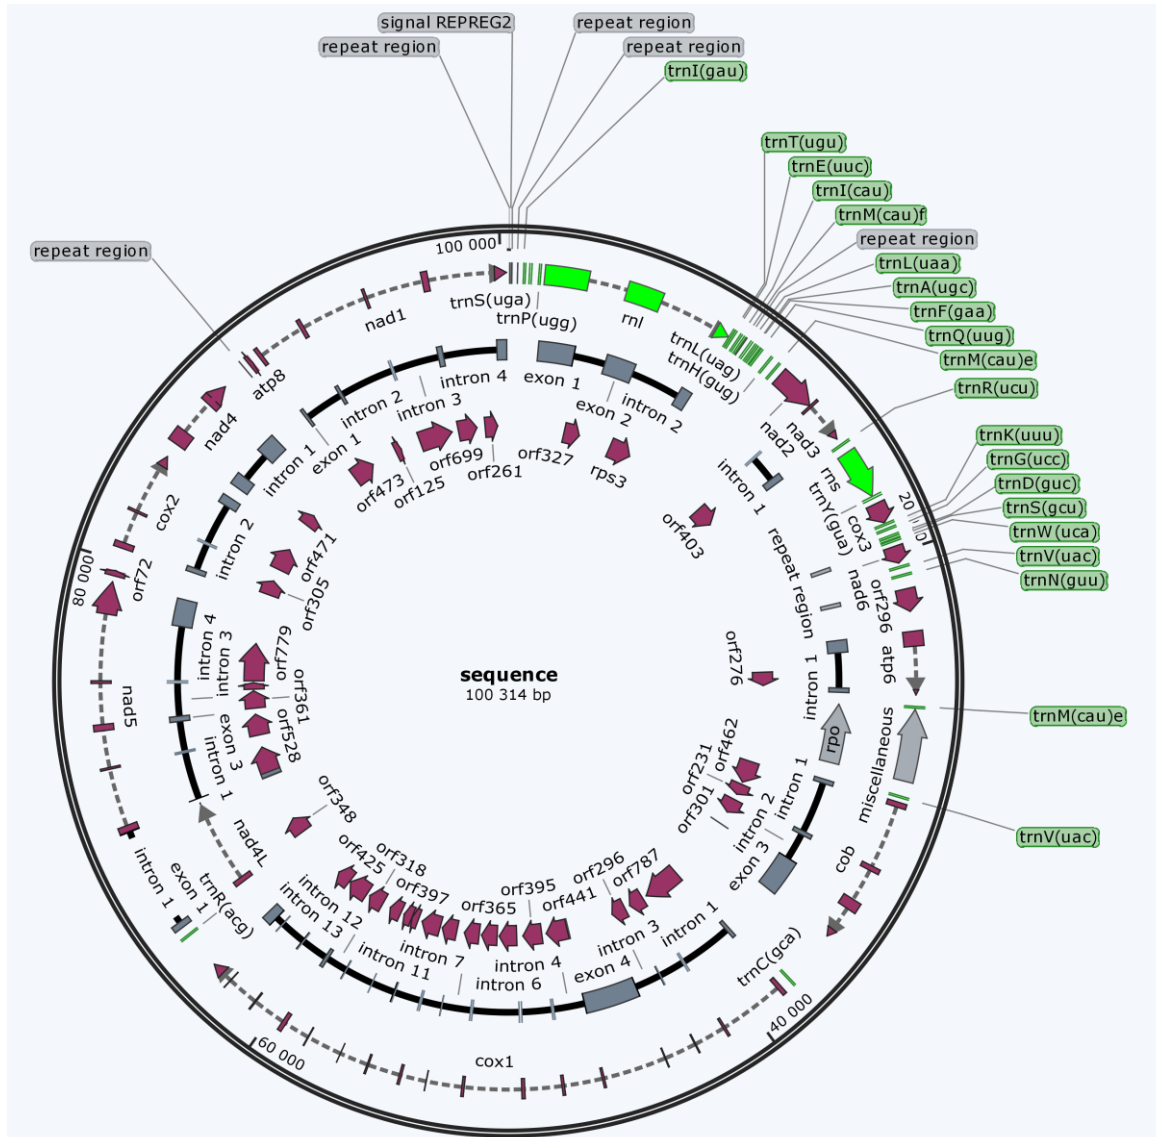 signal REPREG2
repeat region
repeat region
repeat region
trnI(gau)
trnT(ugu)
trnE(uuc)
trnI(cau)
trnM(cau)f
repeat region
trnL(uaa)
trnA(ugc)
trnF(gaa)
trnQ(uug)
trnM(cau)e
trnR(ucu)
trnK(uuu)
trnG(ucc)
trnD(guc)
trnS(gcu)
trnW(uca)
trnV(uac)
trnN(guu)
trnM(cau)e
trnV(uac)
repeat region
100 000
20 000
40 000
60 000
80 000
trnS(uga)
trnP(ugg)
rnl
trnL(uag)
trnH(gug)
nad2
nad3
rns
trnY(gua)
cox3
nad6
orf296
atp6
miscellaneous
cob
trnC(gca)
cox1
trnR(acg)
exon 1
intron 1
nad4L
nad5
orf72
cox2
nad4
atp8
nad1
exon 1
exon 2
intron 2
intron 1
repeat region
intron 1
rpo
intron 1
intron 2
exon 3
intron 1
intron 3
exon 4
intron 4
intron 6
intron 7
intron 11
intron 13
intron 12
intron 1
exon 3
intron 3
intron 4
intron 2
intron 1
exon 1
intron 2
intron 3
intron 4
orf327
rps3
orf403
orf276
orf462
orf231
orf301
orf787
orf296
orf441
orf395
orf365
orf397
orf318
orf425
orf348
orf528
orf361
orf779
orf305
orf471
orf473
orf125
orf699
orf261
sequence
100 314 bp